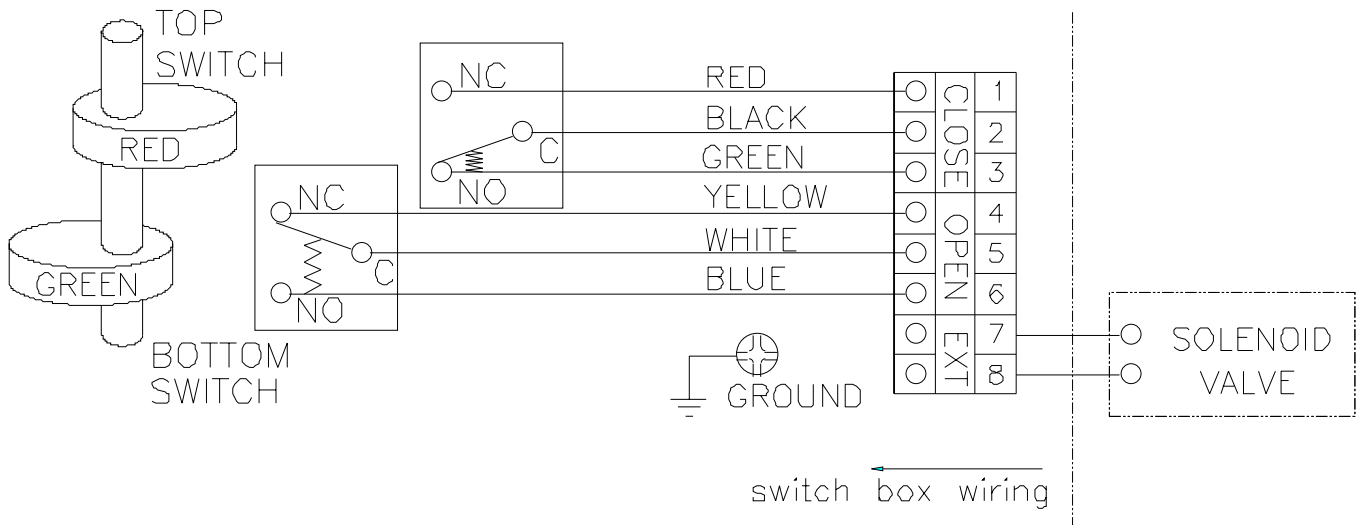 TOP
SWITCH
RED
GREEN
BOTTOM
SWITCH
NC
C
NO
NC
C
NO
RED
BLACK
GREEN
YELLOW
WHITE
BLUE
GROUND
CLOSE
OPEN
EXT
1
2
3
4
5
6
7
8
SOLENOID
VALVE
switch box wiring